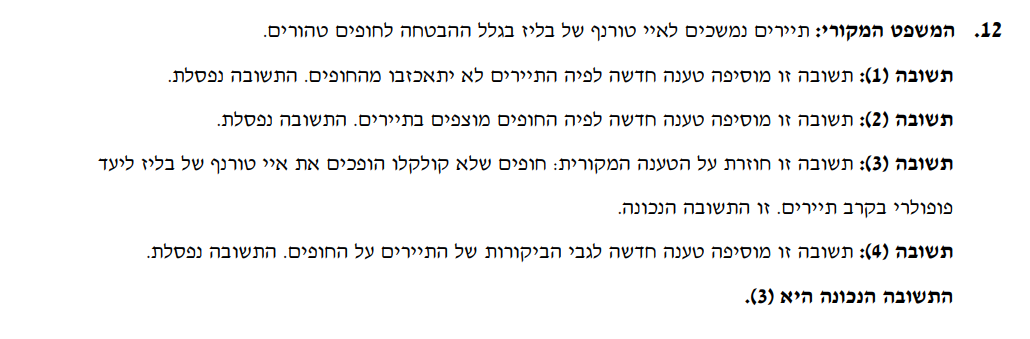 12. המשפט המקורי: תיירים נמשכים לאיי טורנף של בליז בגלל ההבטחה לחופים טהורים.
תשובה (1): תשובה זו מוסיפה טענה חדשה לפיה התיירים לא יתאכזבו מהחופים. התשובה נפסלת.
תשובה (2): תשובה זו מוסיפה טענה חדשה לפיה החופים מוצפים בתיירים. התשובה נפסלת.
תשובה (3): תשובה זו חוזרת על הטענה המקורית: חופים שלא קולקלו הופכים את איי טורנף של בליז ליעד
פופולרי בקרב תיירים. זו התשובה הנכונה.
תשובה (4): תשובה זו מוסיפה טענה חדשה לגבי הביקורות של התיירים על החופים. התשובה נפסלת.
התשובה הנכונה היא (3).